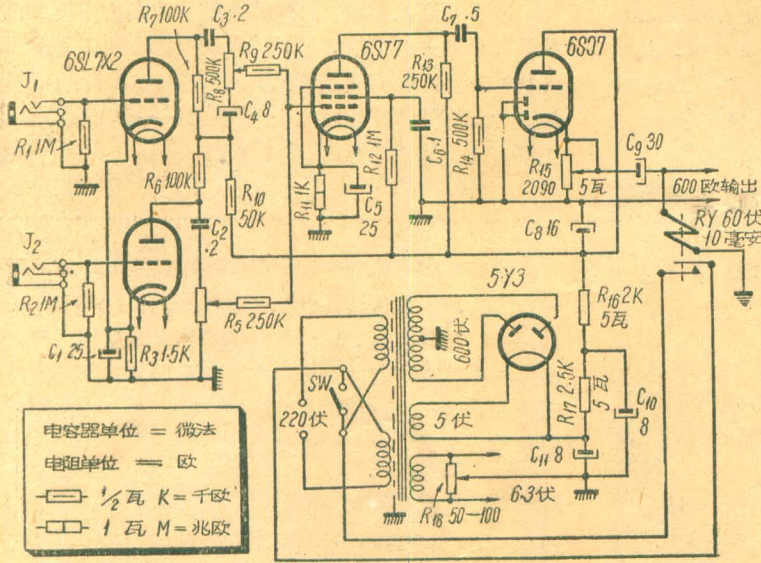 R7 100K
C3 .2
6SL7X2
R8 500K
R9 250K
C4 8
J1
R1 1M
6SJ7
R13 250K
C7 .5
6SJ7
R14 500K
C6 .1
R12 1M
R11 1K
C5 25
R15 2090
5瓦
C9 30
600欧输出
RY 60伏
10毫安
C8 16
R6 100K
R10 50K
C2 .2
J2
R2 1M
C1 25
R3 1.5K
R5 250K
5Y3
600伏
R16 2K
5瓦
R17 2.5K
5瓦
C10 8
C11 8
SW
220伏
5伏
6.3伏
R18 50-100
电容器单位 = 微法
电阻单位 = 欧
1/2瓦 K=千欧
1瓦 M=兆欧